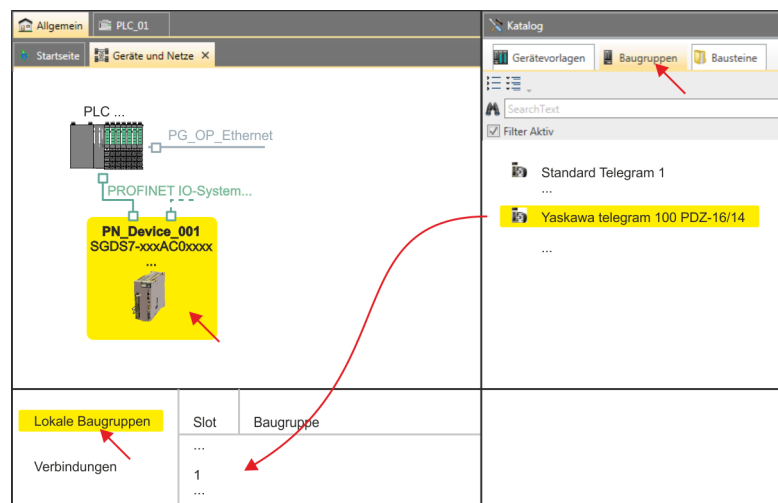 Allgemein
PLC_01
Startseite
Geräte und Netze ×
PLC ...
PG_OP_Ethernet
PROFINET IO-System...
PN_Device_001
SGDS7-xxxAC0xxxx
...
Lokale Baugruppen
Verbindungen
Slot
Baugruppe
...
1
...
Katalog
Gerätevorlagen
Baugruppen
Bausteine
SearchText
Filter Aktiv
Standard Telegram 1
...
Yaskawa telegram 100 PDZ-16/14
...